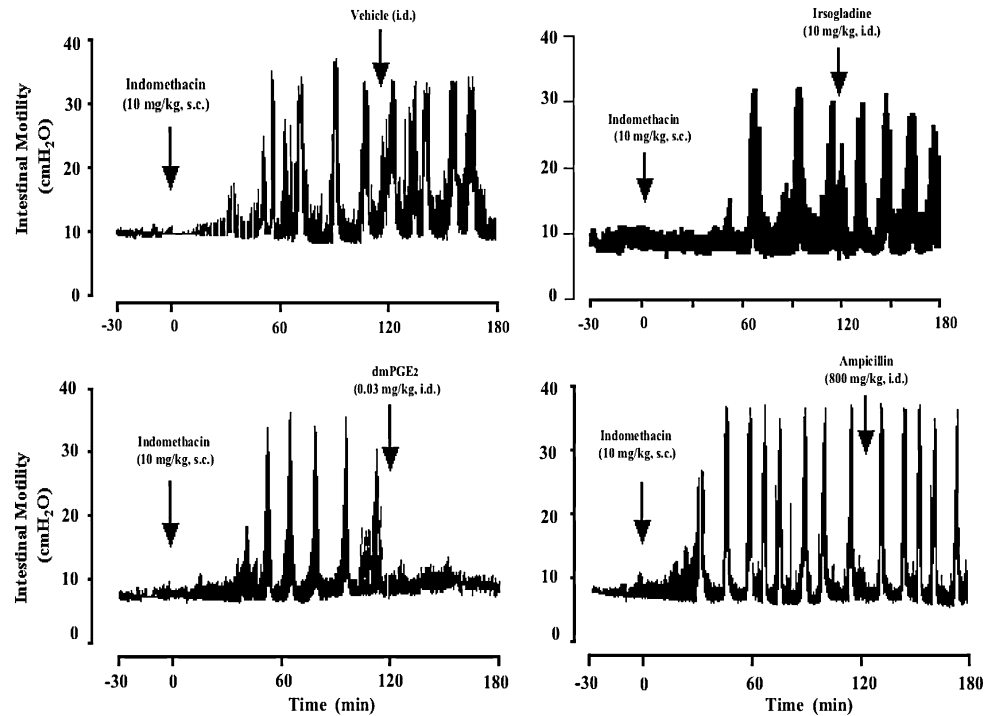 Vehicle (i.d.)
Indomethacin
(10 mg/kg, s.c.)
Intestinal Motility
(cmH2O)
40
30
20
10
0
-30 0 60 120 180
Irsogladine
(10 mg/kg, i.d.)
Indomethacin
(10 mg/kg, s.c.)
40
30
20
10
0
-30 0 60 120 180
dmPGE2
(0.03 mg/kg, i.d.)
Indomethacin
(10 mg/kg, s.c.)
Intestinal Motility
(cmH2O)
40
30
20
10
0
-30 0 60 120 180
Time (min)
Ampicillin
(800 mg/kg, i.d.)
Indomethacin
(10 mg/kg, s.c.)
40
30
20
10
0
-30 0 60 120 180
Time (min)